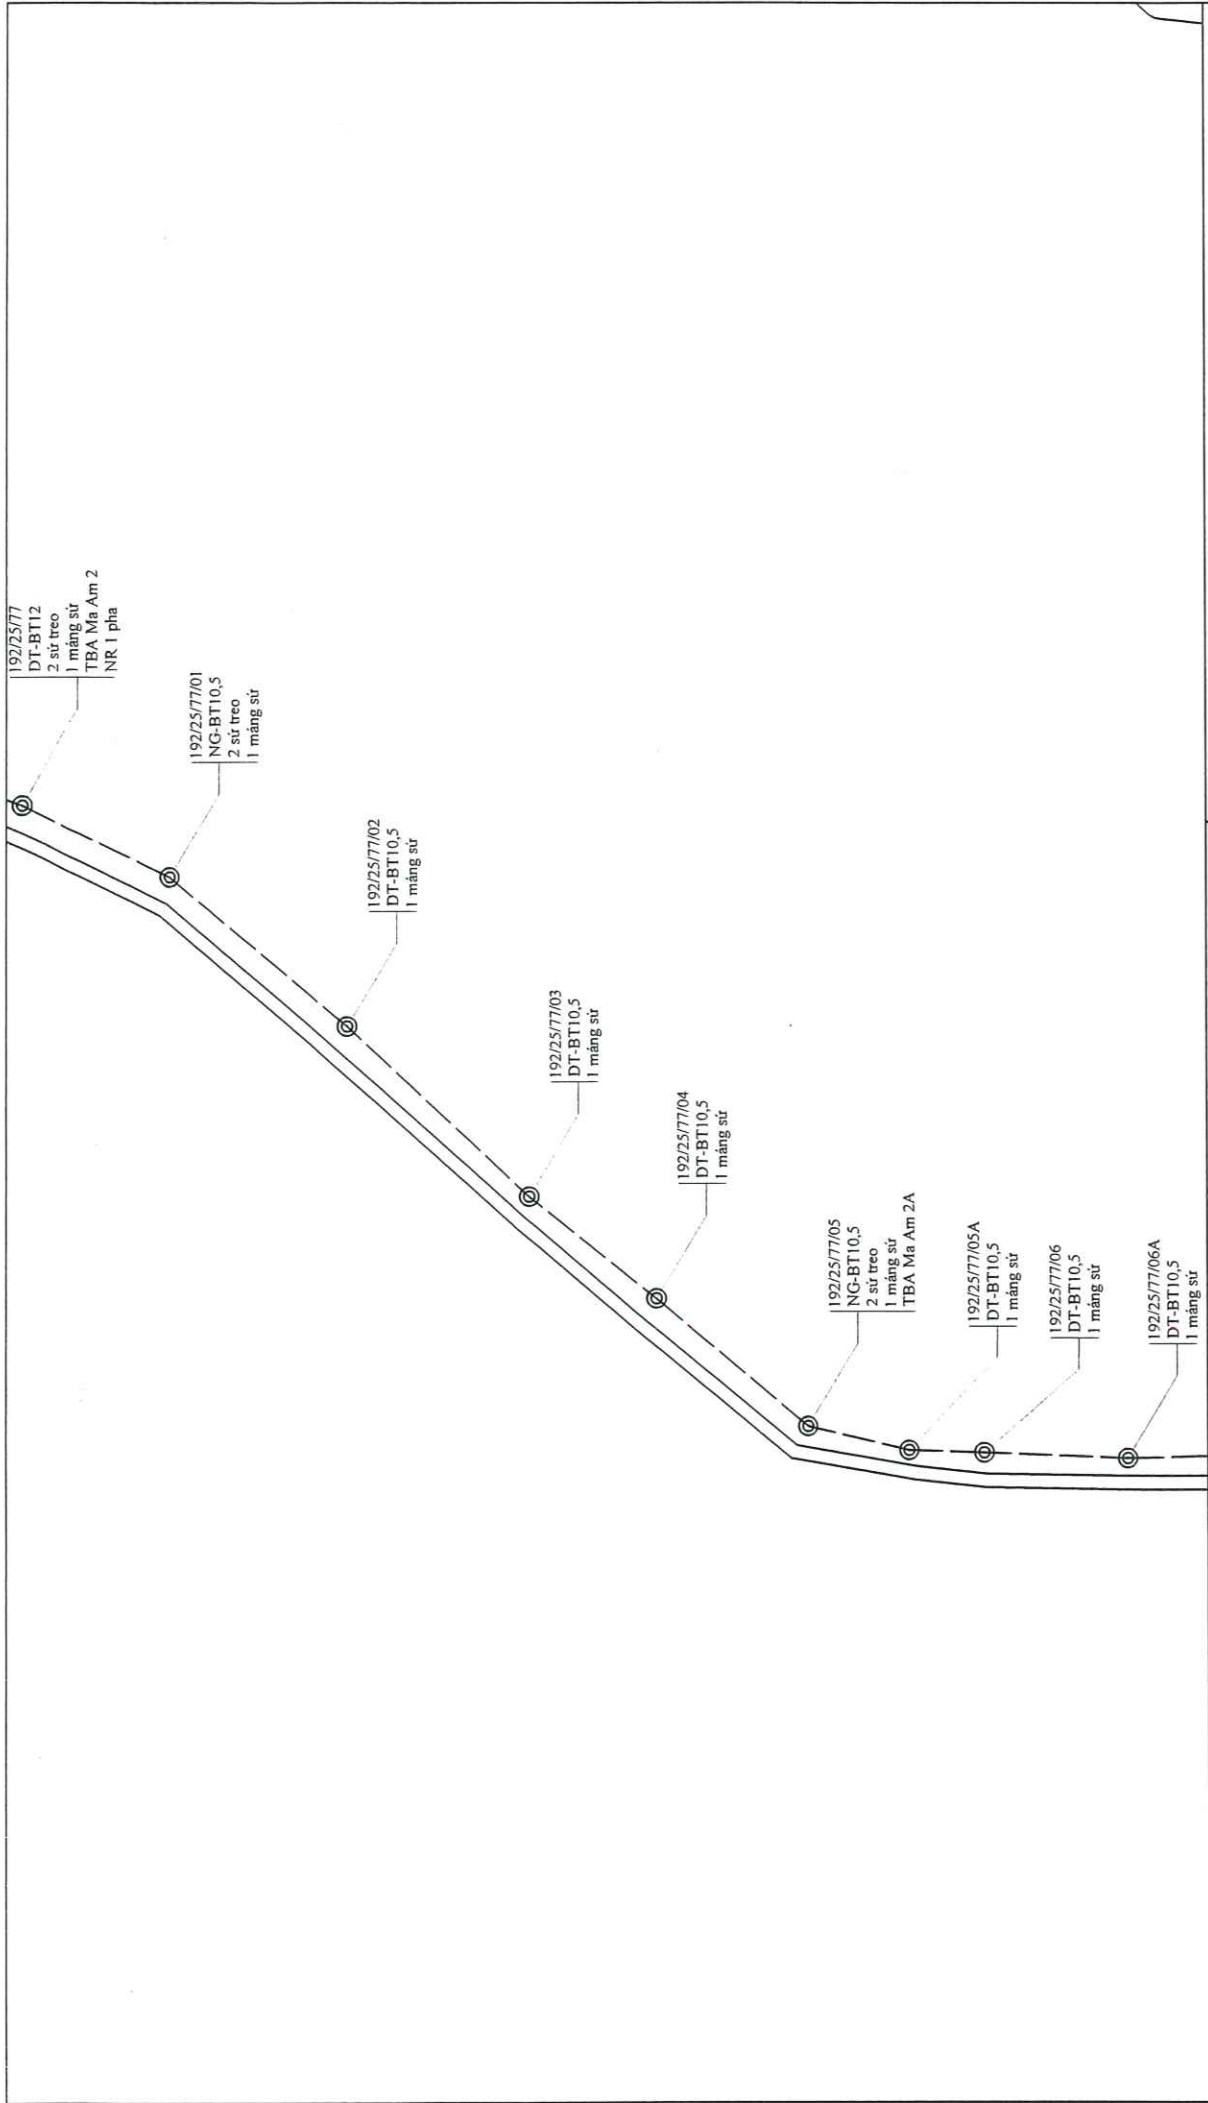 192/25/77
DT-BT12
2 sứ treo
1 máng sứ
TBA Ma Am 2
NR 1 pha
192/25/77/01
NG-BT10,5
2 sứ treo
1 máng sứ
192/25/77/02
DT-BT10,5
1 máng sứ
192/25/77/03
DT-BT10,5
1 máng sứ
192/25/77/04
DT-BT10,5
1 máng sứ
192/25/77/05
NG-BT10,5
2 sứ treo
1 máng sứ
TBA Ma Am 2A
192/25/77/05A
DT-BT10,5
1 máng sứ
192/25/77/06
DT-BT10,5
1 máng sứ
192/25/77/06A
DT-BT10,5
1 máng sứ